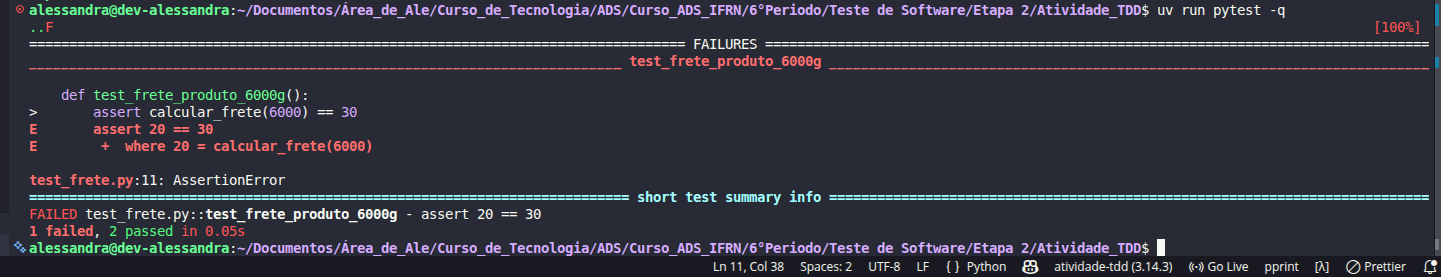 alessandra@dev-alessandra:~/Documentos/Área_de_Ale/Curso_de_Tecnologia/ADS/Curso_ADS_IFRN/6°Periodo/Teste de Software/Etapa 2/Atividade_TDD$ uv run pytest -q
..F [100%]
================================================================================ FAILURES ================================================================================
_________________________________________________________________________ test_frete_produto_6000g _________________________________________________________________________
def test_frete_produto_6000g():
> assert calcular_frete(6000) == 30
E assert 20 == 30
E + where 20 = calcular_frete(6000)
test_frete.py:11: AssertionError
========================================================================== short test summary info ==========================================================================
FAILED test_frete.py::test_frete_produto_6000g - assert 20 == 30
1 failed, 2 passed in 0.05s
alessandra@dev-alessandra:~/Documentos/Área_de_Ale/Curso_de_Tecnologia/ADS/Curso_ADS_IFRN/6°Periodo/Teste de Software/Etapa 2/Atividade_TDD$
Ln 11, Col 38 Spaces: 2 UTF-8 LF { } Python atividade-tdd (3.14.3) Go Live pprint [λ] Prettier